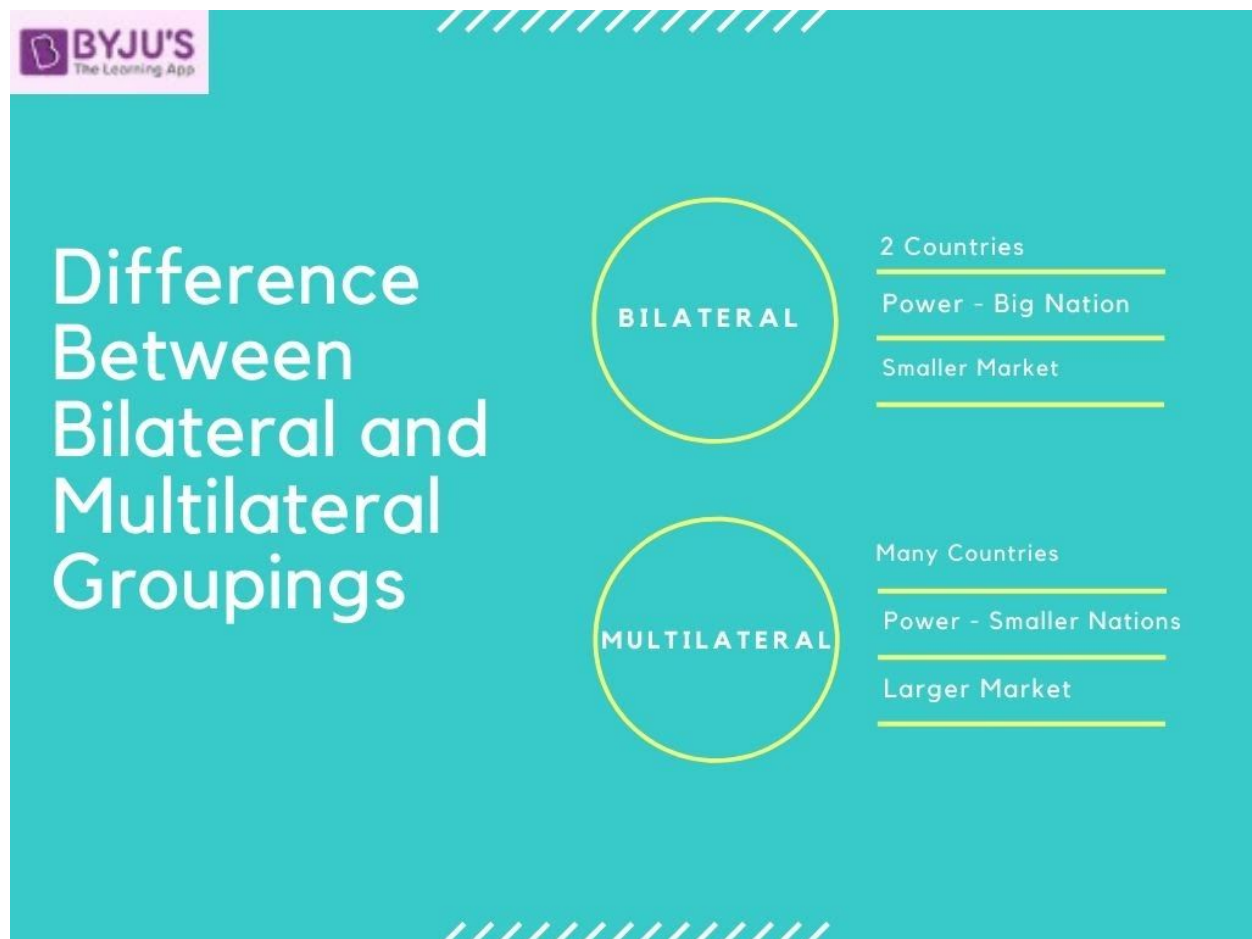 BYJU'S
The Learning App
Difference
Between
Bilateral and
Multilateral
Groupings
BILATERAL
2 Countries
Power - Big Nation
Smaller Market
MULTILATERAL
Many Countries
Power - Smaller Nations
Larger Market